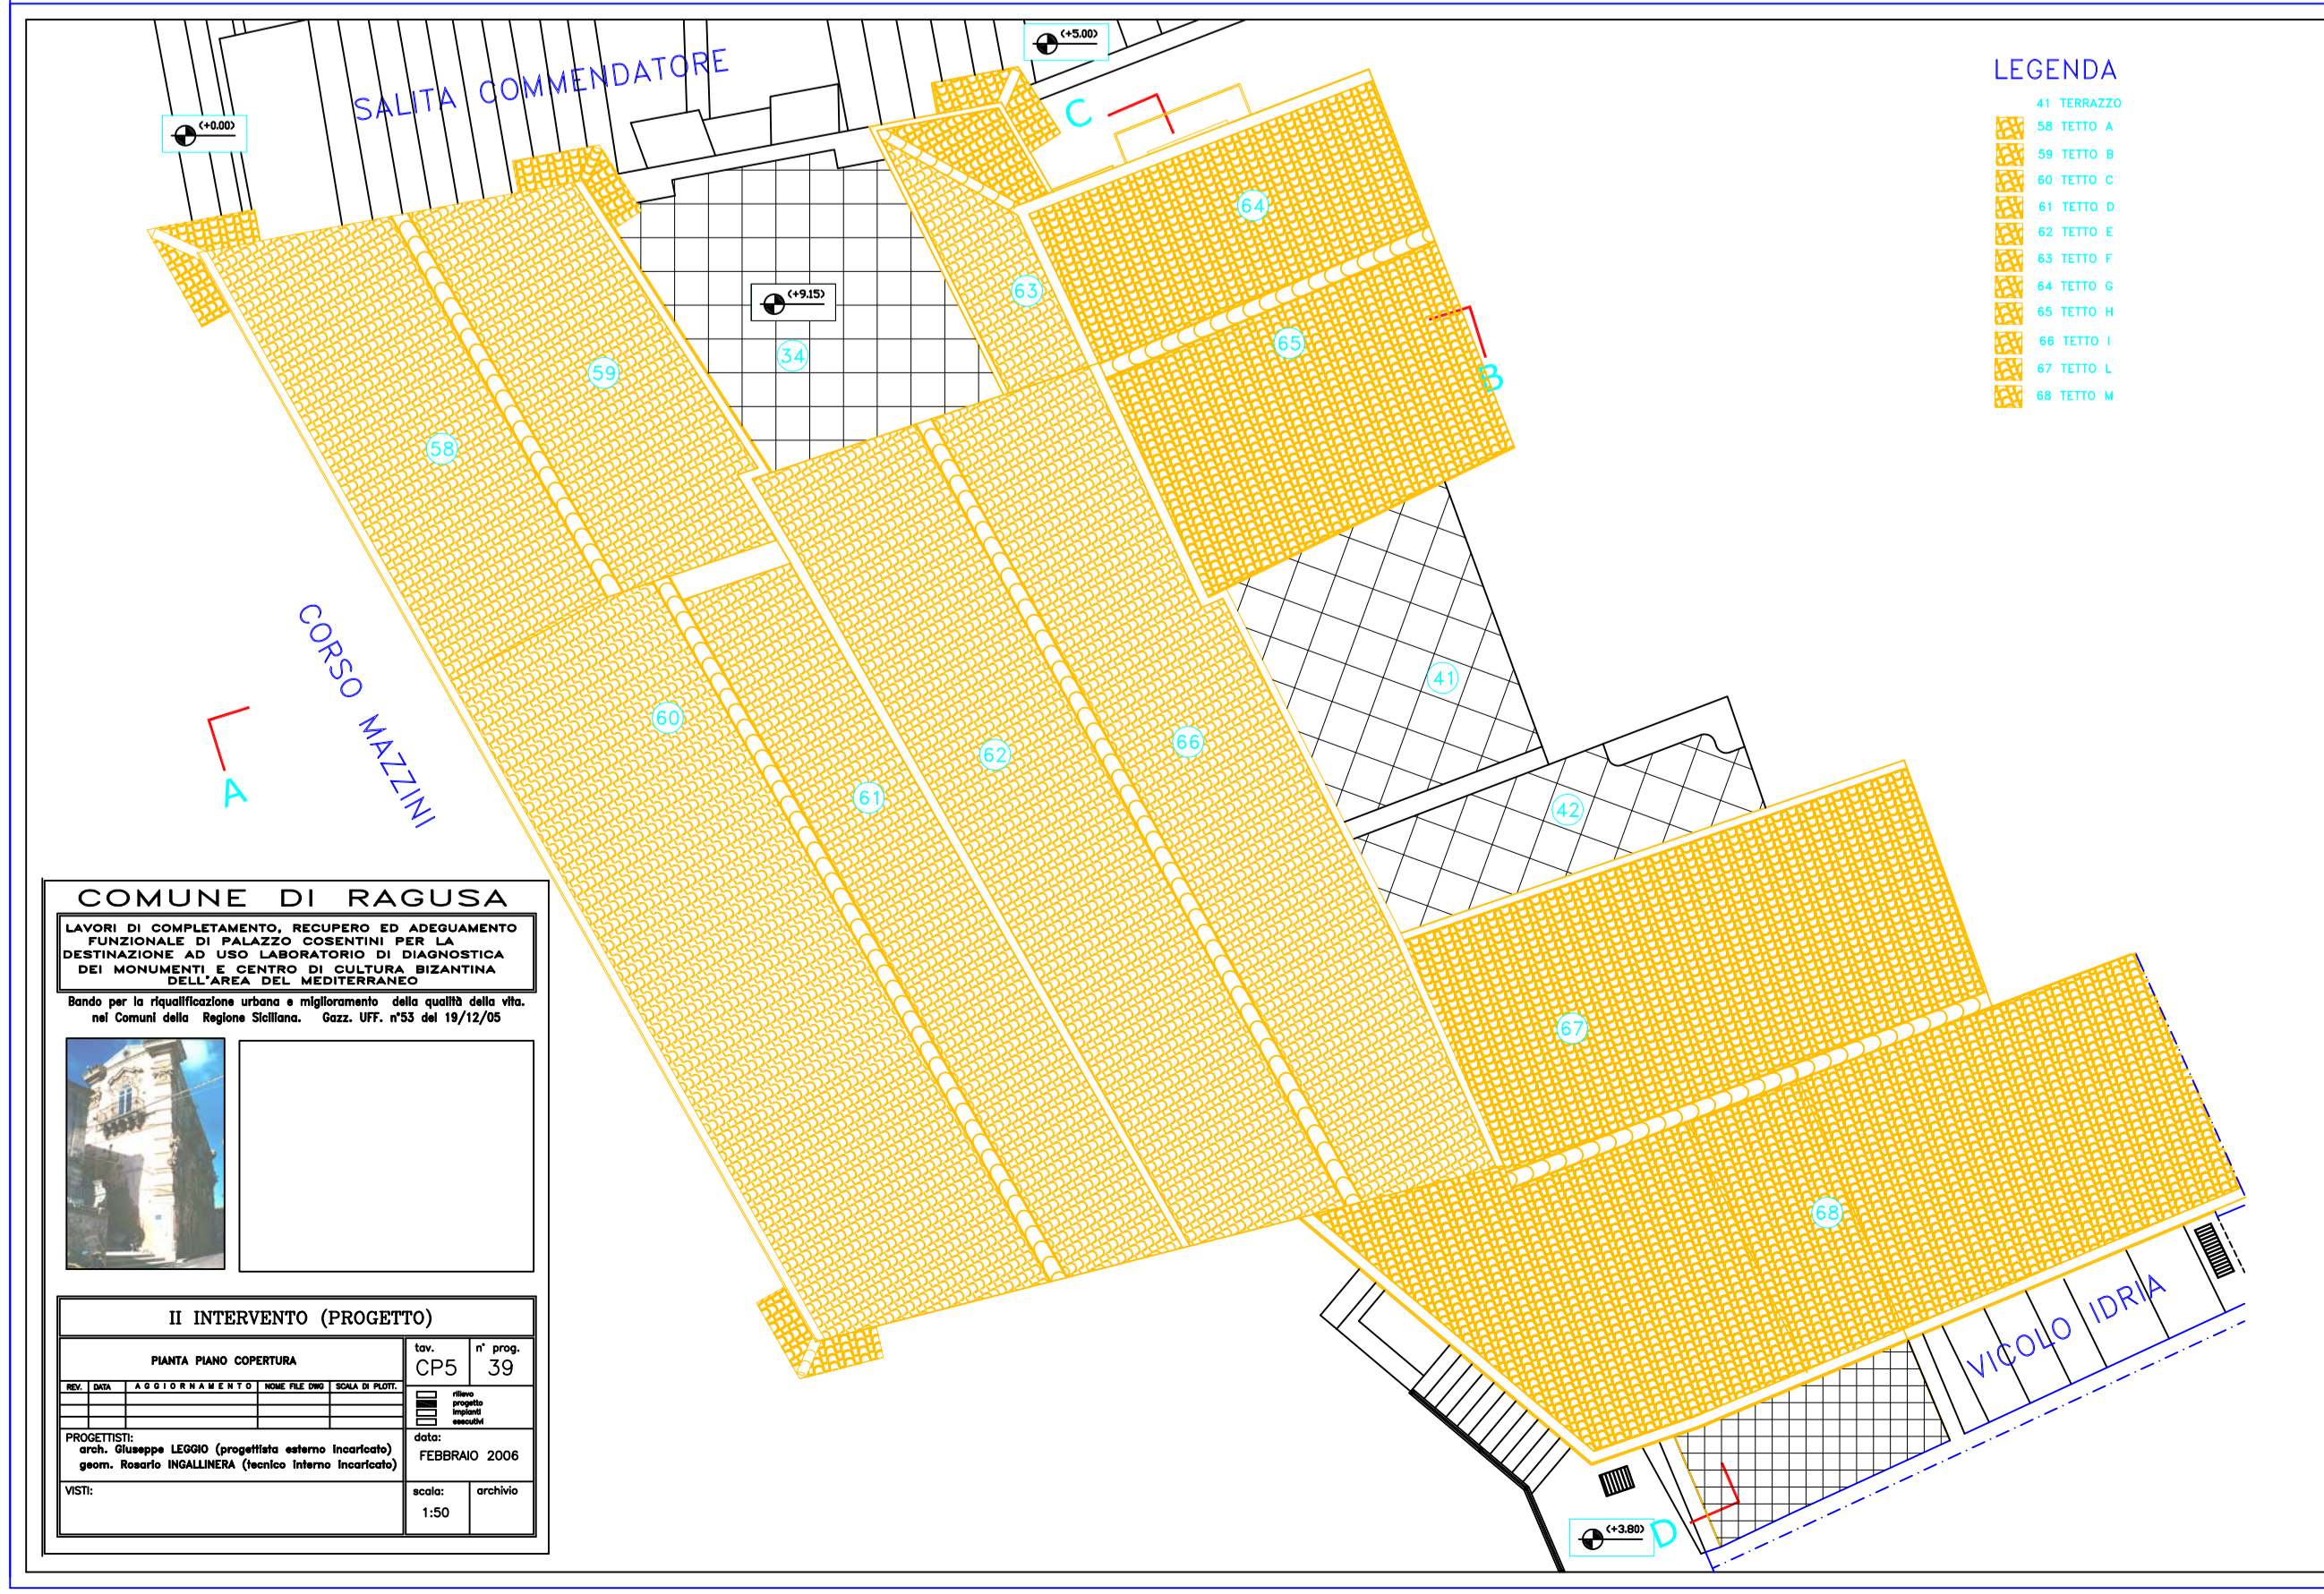 SALITA COMMENDATORE
(+0.00)
(+5.00)
(+9.15)
C
B
A
D
CORSO MAZZINI
64
63
65
34
59
58
41
60
62
66
61
42
67
68
VICOLO IDRIA
(+3.80)
LEGENDA
41 TERRAZZO
58 TETTO A
59 TETTO B
60 TETTO C
61 TETTO D
62 TETTO E
63 TETTO F
64 TETTO G
65 TETTO H
66 TETTO I
67 TETTO L
68 TETTO M
COMUNE DI RAGUSA
LAVORI DI COMPLETAMENTO, RECUPERO ED ADEGUAMENTO
FUNZIONALE DI PALAZZO COSENTINI PER LA
DESTINAZIONE AD USO LABORATORIO DI DIAGNOSTICA
DEI MONUMENTI E CENTRO DI CULTURA BIZANTINA
DELL'AREA DEL MEDITERRANEO
Bando per la riqualificazione urbana e miglioramento della qualità della vita.
nei Comuni della Regione Siciliana. Gazz. UFF. n°53 del 19/12/05
II INTERVENTO (PROGETTO)
PIANTA PIANO COPERTURA
tav.
CP5
n° prog.
39
REV. DATA AGGIORNAMENTO NOME FILE DWG SCALA DI PLOTT.
rilievo
progetto
impianti
esecutivi
PROGETTISTI:
arch. Giuseppe LEGGIO (progettista esterno incaricato)
geom. Rosario INGALLINERA (tecnico interno incaricato)
data:
FEBBRAIO 2006
VISTI:
scala:
1:50
archivio